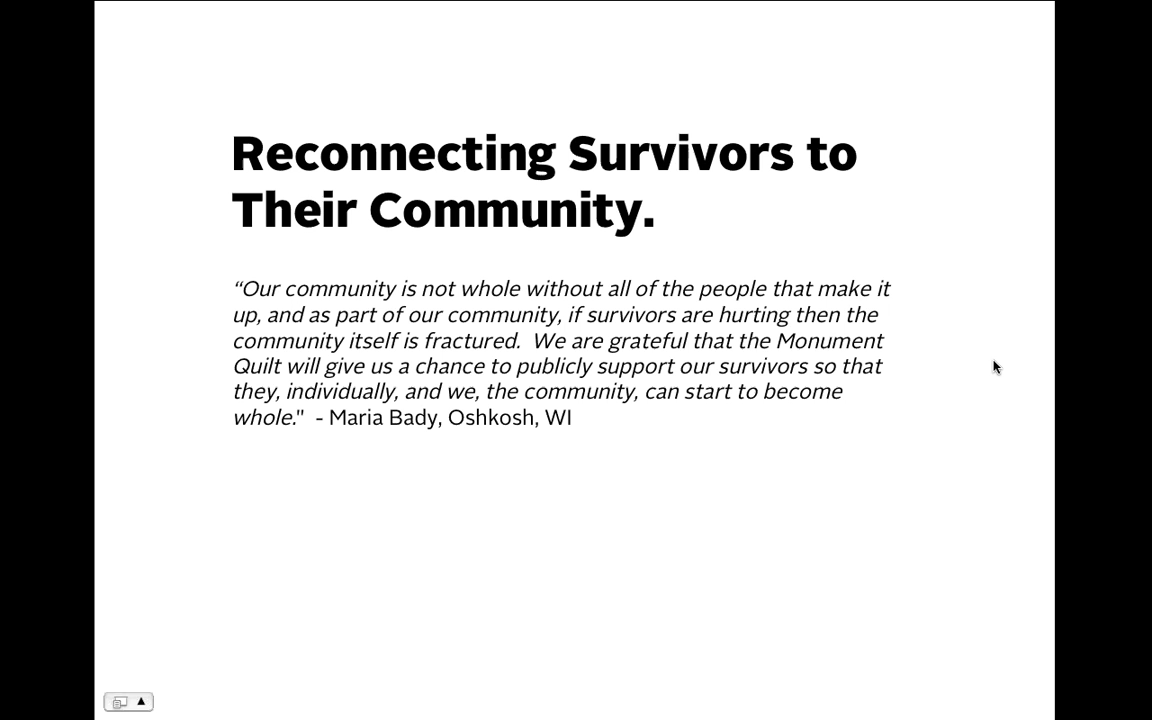 Reconnecting Survivors to
Their Community.
“Our community is not whole without all of the people that make it
up, and as part of our community, if survivors are hurting then the
community itself is fractured.  We are grateful that the Monument
Quilt will give us a chance to publicly support our survivors so that
they, individually, and we, the community, can start to become
whole."  - Maria Bady, Oshkosh, WI